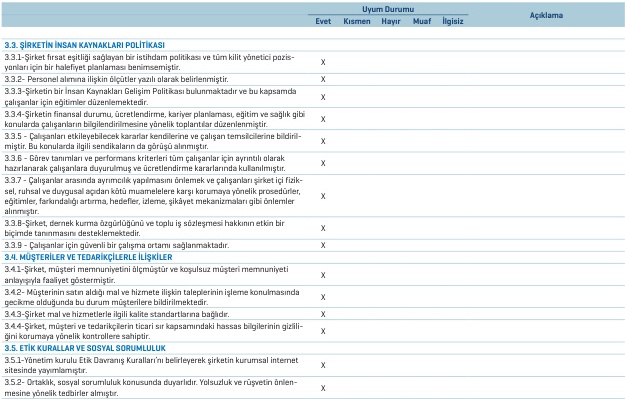 Uyum Durumu
Evet Kısmen Hayır Muaf İlgisiz Açıklama
3.3. ŞİRKETİN İNSAN KAYNAKLARI POLİTİKASI
3.3.1-Şirket fırsat eşitliği sağlayan bir istihdam politikası ve tüm kilit yönetici pozis-
yonları için bir halefiyet planlaması benimsemiştir. X
3.3.2- Personel alımına ilişkin ölçütler yazılı olarak belirlenmiştir. X
3.3.3-Şirketin bir İnsan Kaynakları Gelişim Politikası bulunmaktadır ve bu kapsamda
çalışanlar için eğitimler düzenlemektedir. X
3.3.4-Şirketin finansal durumu, ücretlendirme, kariyer planlaması, eğitim ve sağlık gibi
konularda çalışanların bilgilendirilmesine yönelik toplantılar düzenlenmiştir. X
3.3.5 - Çalışanları etkileyebilecek kararlar kendilerine ve çalışan temsilcilerine bildiril-
miştir. Bu konularda ilgili sendikaların da görüşü alınmıştır. X
3.3.6 - Görev tanımları ve performans kriterleri tüm çalışanlar için ayrıntılı olarak
hazırlanarak çalışanlara duyurulmuş ve ücretlendirme kararlarında kullanılmıştır. X
3.3.7 - Çalışanlar arasında ayrımcılık yapılmasını önlemek ve çalışanları şirket içi fizik-
sel, ruhsal ve duygusal açıdan kötü muamelelere karşı korumaya yönelik prosedürler,
eğitimler, farkındalığı artırma, hedefler, izleme, şikâyet mekanizmaları gibi önlemler
alınmıştır. X
3.3.8-Şirket, dernek kurma özgürlüğünü ve toplu iş sözleşmesi hakkının etkin bir
biçimde tanınmasını desteklemektedir. X
3.3.9 - Çalışanlar için güvenli bir çalışma ortamı sağlanmaktadır. X
3.4. MÜŞTERİLER VE TEDARİKÇİLERLE İLİŞKİLER
3.4.1-Şirket, müşteri memnuniyetini ölçmüştür ve koşulsuz müşteri memnuniyeti
anlayışıyla faaliyet göstermiştir. X
3.4.2- Müşterinin satın aldığı mal ve hizmete ilişkin taleplerinin işleme konulmasında
gecikme olduğunda bu durum müşterilere bildirilmektedir. X
3.4.3-Şirket mal ve hizmetlerle ilgili kalite standartlarına bağlıdır. X
3.4.4-Şirket, müşteri ve tedarikçilerin ticari sır kapsamındaki hassas bilgilerinin gizlili-
ğini korumaya yönelik kontrollere sahiptir. X
3.5. ETİK KURALLAR VE SOSYAL SORUMLULUK
3.5.1-Yönetim kurulu Etik Davranış Kuralları'nı belirleyerek şirketin kurumsal internet
sitesinde yayımlamıştır. X
3.5.2- Ortaklık, sosyal sorumluluk konusunda duyarlıdır. Yolsuzluk ve rüşvetin önlen-
mesine yönelik tedbirler almıştır. X